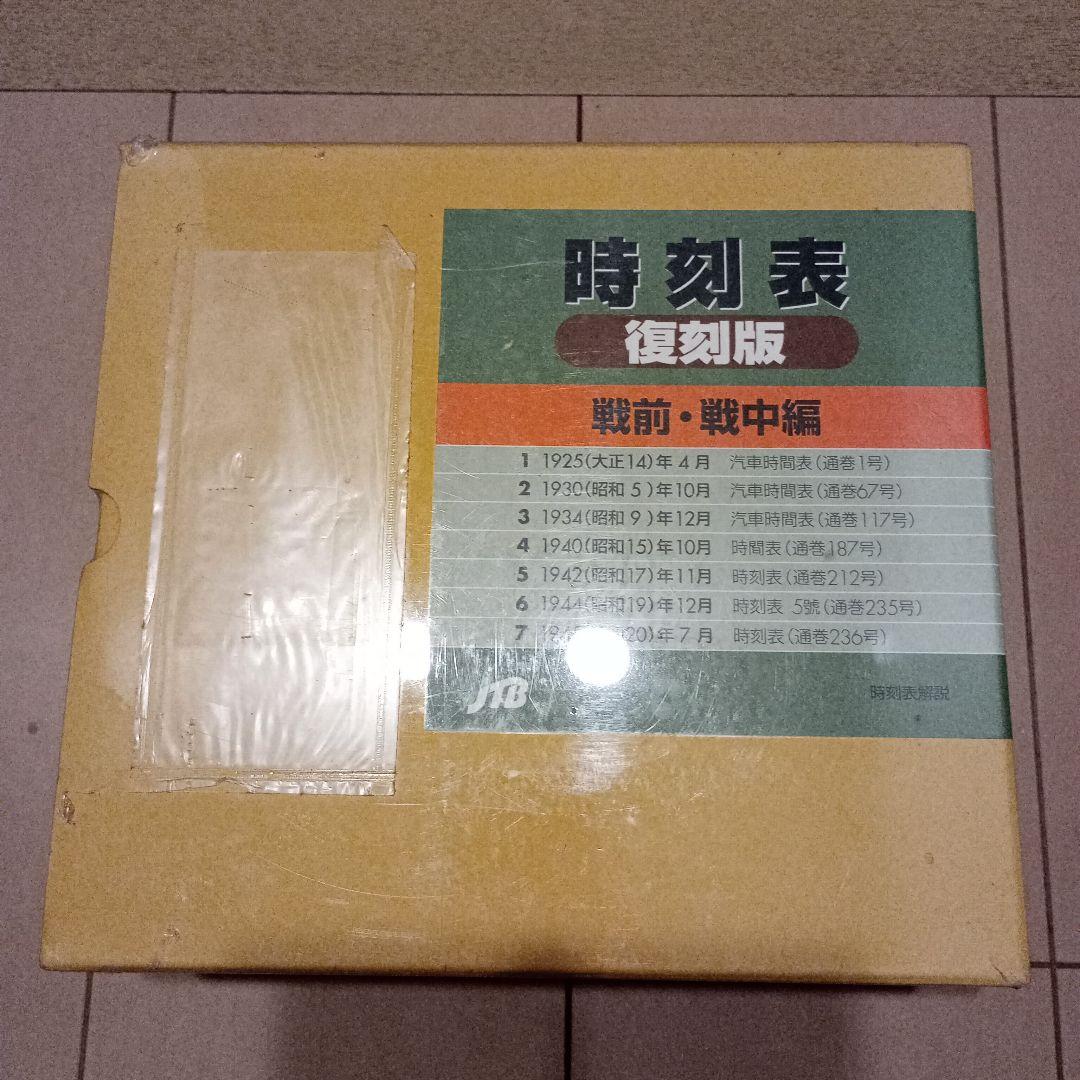 時刻表
復刻版
戦前・戦中編
1 1925(大正14)年 4月 汽車時間表(通巻1号)
2 1930(昭和 5 )年10月 汽車時間表(通巻67号)
3 1934(昭和 9 )年12月 汽車時間表(通巻117号)
4 1940(昭和15)年10月 時間表(通巻187号)
5 1942(昭和17)年11月 時刻表(通巻212号)
6 1944(昭和19)年12月 時刻表 5號(通巻235号)
7 20)年 7月 時刻表(通巻236号)
JTB 時刻表解説